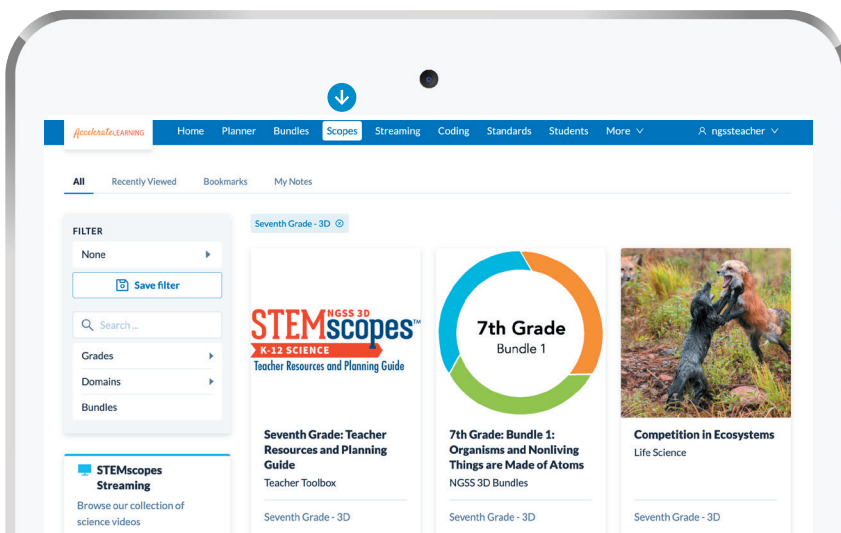 AccelerateLEARNING Home Planner Bundles Scopes Streaming Coding Standards Students More ngssteacher
All Recently Viewed Bookmarks My Notes
FILTER
None
Save filter
Search ...
Grades
Domains
Bundles
STEMscopes
Streaming
Browse our collection of
science videos
Seventh Grade - 3D
NGSS 3D
STEMscopes™
K-12 SCIENCE
Teacher Resources and Planning Guide
Seventh Grade: Teacher
Resources and Planning
Guide
Teacher Toolbox
Seventh Grade - 3D
7th Grade
Bundle 1
7th Grade: Bundle 1:
Organisms and Nonliving
Things are Made of Atoms
NGSS 3D Bundles
Seventh Grade - 3D
Competition in Ecosystems
Life Science
Seventh Grade - 3D